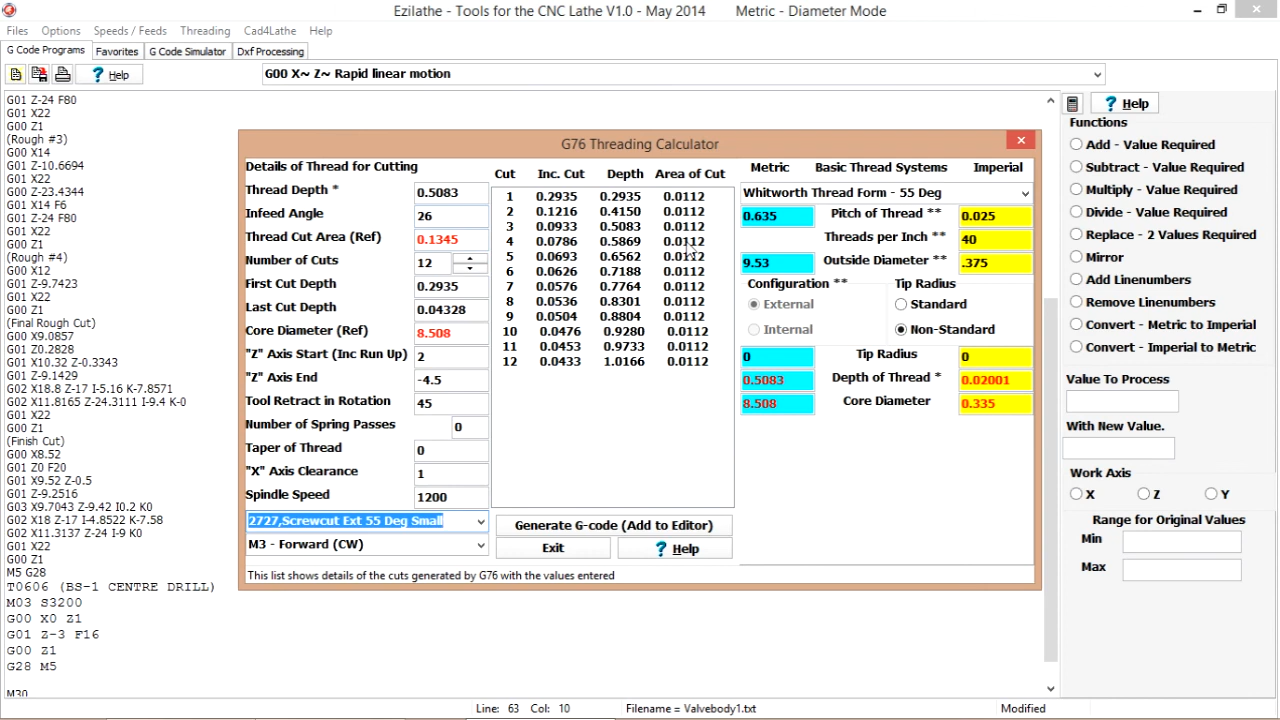 Ezilathe - Tools for the CNC Lathe V1.0 - May 2014 Metric - Diameter Mode
Files Options Speeds / Feeds Threading Cad4Lathe Help
G Code Programs Favorites G Code Simulator Dxf Processing
? Help
G00 X~ Z~ Rapid linear motion
G01 Z-24 F80
G01 X22
G00 Z1
(Rough #3)
G00 X14
G01 Z-10.6694
G01 X22
G00 Z-23.4344
G01 X14 F6
G01 Z-24 F80
G01 X22
G00 Z1
(Rough #4)
G00 X12
G01 Z-9.7423
G01 X22
G00 Z1
(Final Rough Cut)
G00 X9.0857
G01 Z0.2828
G01 X10.32 Z-0.3343
G01 Z-9.1429
G02 X18.8 Z-17 I-5.16 K-7.8571
G02 X11.8165 Z-24.3111 I-9.4 K-0
G01 X22
G00 Z1
(Finish Cut)
G00 X8.52
G01 Z0 F20
G01 X9.52 Z-0.5
G01 Z-9.2516
G03 X9.7043 Z-9.42 I0.2 K0
G02 X18 Z-17 I-4.8522 K-7.58
G02 X11.3137 Z-24 I-9 K0
G01 X22
G00 Z1
M5 G28
T0606 (BS-1 CENTRE DRILL)
M03 S3200
G00 X0 Z1
G01 Z-3 F16
G00 Z1
G28 M5
M30
G76 Threading Calculator
Details of Thread for Cutting
Thread Depth * 0.5083
Infeed Angle 26
Thread Cut Area (Ref) 0.1345
Number of Cuts 12
First Cut Depth 0.2935
Last Cut Depth 0.04328
Core Diameter (Ref) 8.508
"Z" Axis Start (Inc Run Up) 2
"Z" Axis End -4.5
Tool Retract in Rotation 45
Number of Spring Passes 0
Taper of Thread 0
"X" Axis Clearance 1
Spindle Speed 1200
2727,Screwcut Ext 55 Deg Small
M3 - Forward (CW)
Cut Inc. Cut Depth Area of Cut
1 0.2935 0.2935 0.0112
2 0.1216 0.4150 0.0112
3 0.0933 0.5083 0.0112
4 0.0786 0.5869 0.0112
5 0.0693 0.6562 0.0112
6 0.0626 0.7188 0.0112
7 0.0576 0.7764 0.0112
8 0.0536 0.8301 0.0112
9 0.0504 0.8804 0.0112
10 0.0476 0.9280 0.0112
11 0.0453 0.9733 0.0112
12 0.0433 1.0166 0.0112
Generate G-code (Add to Editor)
Exit ? Help
This list shows details of the cuts generated by G76 with the values entered
Metric Basic Thread Systems Imperial
Whitworth Thread Form - 55 Deg
0.635 Pitch of Thread ** 0.025
Threads per Inch ** 40
9.53 Outside Diameter ** .375
Configuration ** Tip Radius
External Standard
Internal Non-Standard
0 Tip Radius 0
0.5083 Depth of Thread * 0.02001
8.508 Core Diameter 0.335
? Help
Functions
Add - Value Required
Subtract - Value Required
Multiply - Value Required
Divide - Value Required
Replace - 2 Values Required
Mirror
Add Linenumbers
Remove Linenumbers
Convert - Metric to Imperial
Convert - Imperial to Metric
Value To Process
With New Value.
Work Axis
X Z Y
Range for Original Values
Min
Max
Line: 63 Col: 10 Filename = Valvebody1.txt Modified